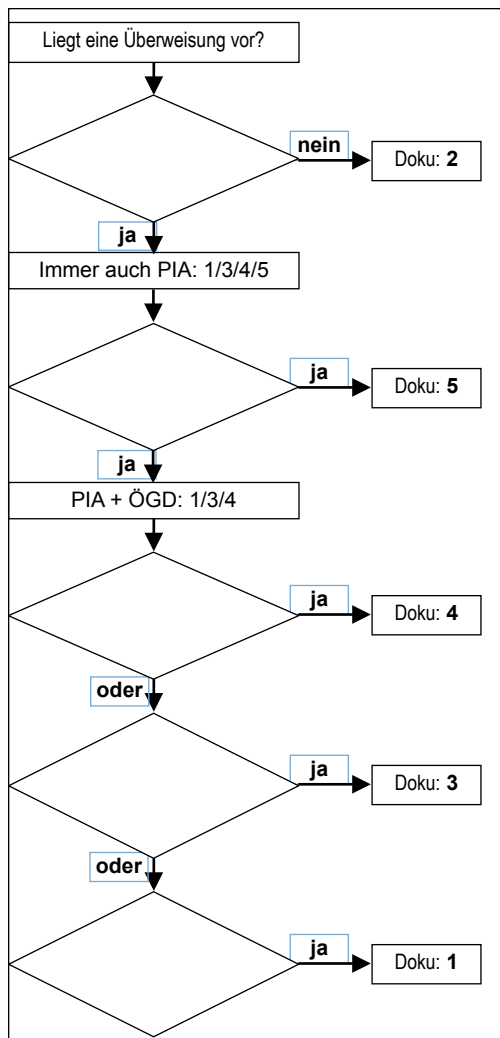 Liegt eine Überweisung vor?
nein
Doku: 2
ja
Immer auch PIA: 1/3/4/5
ja
Doku: 5
ja
PIA + ÖGD: 1/3/4
ja
Doku: 4
oder
ja
Doku: 3
oder
ja
Doku: 1